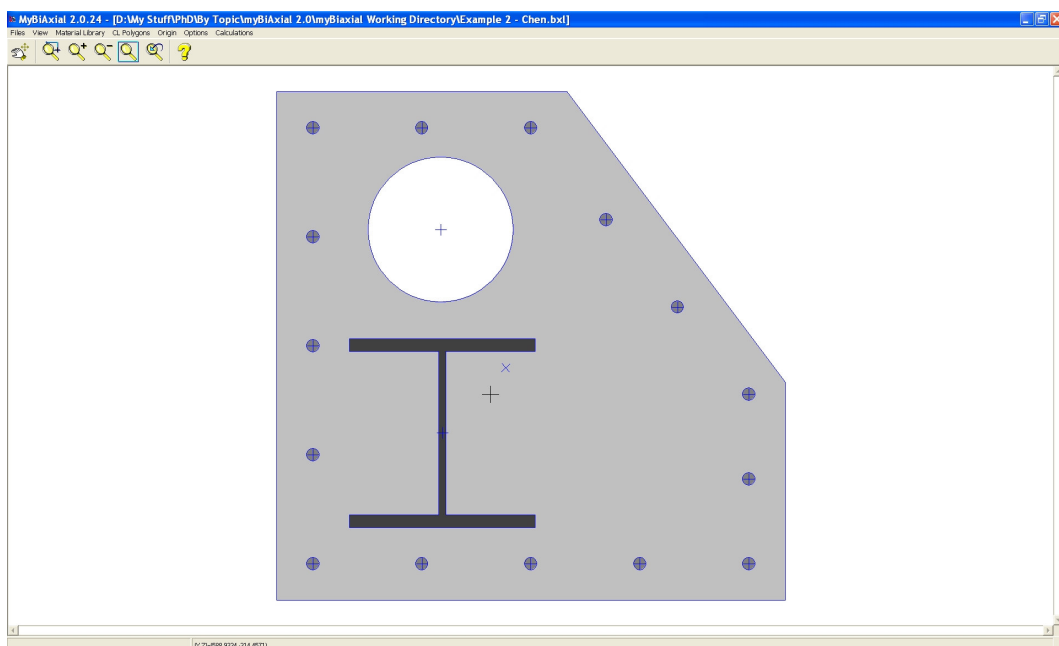 MyBiAxial 2.0.24 - [D:\My Stuff\PhD\By Topic\myBiAxial 2.0\myBiaxial Working Directory\Example 2 - Chen.bxl]
Files View Material Library CL Polygons Origin Options Calculations